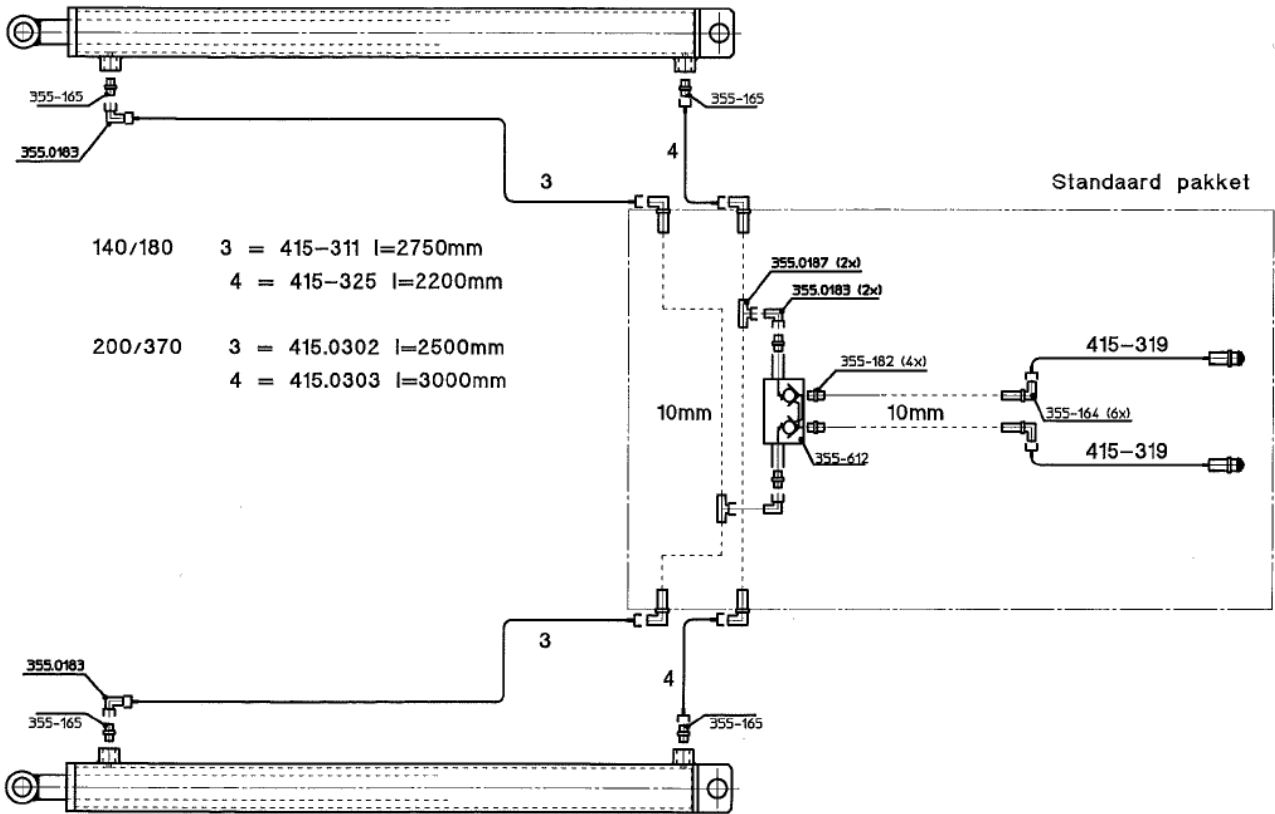 355-165
355-165
355.0183
4
3
Standaard pakket
140/180 3 = 415-311 l=2750mm
4 = 415-325 l=2200mm
355.0187 (2x)
355.0183 (2x)
200/370 3 = 415.0302 l=2500mm
4 = 415.0303 l=3000mm
415-319
355-182 (4x)
10mm
10mm
355-164 (6x)
415-319
355-612
3
355.0183
4
355-165
355-165